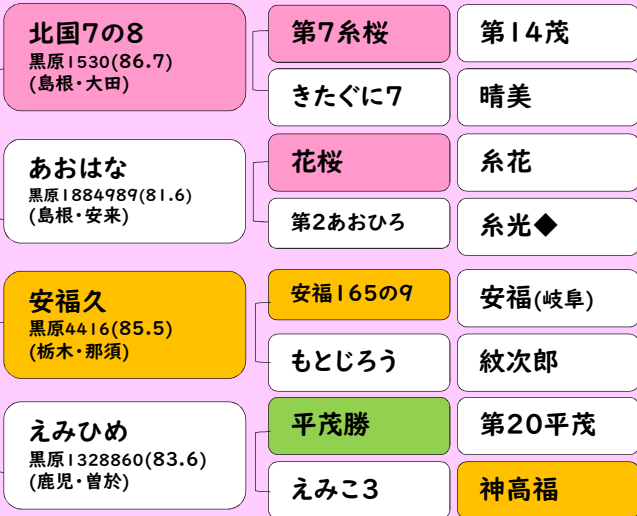 北国7の8
黒原1530(86.7)
(島根・大田)
第7糸桜
第14茂
きたぐに7
晴美
あおはな
黒原1884989(81.6)
(島根・安来)
花桜
糸花
第2あおひろ
糸光◆
安福久
黒原4416(85.5)
(栃木・那須)
安福165の9
安福(岐阜)
もとじろう
紋次郎
えみひめ
黒原1328860(83.6)
(鹿児・曽於)
平茂勝
第20平茂
えみこ3
神高福